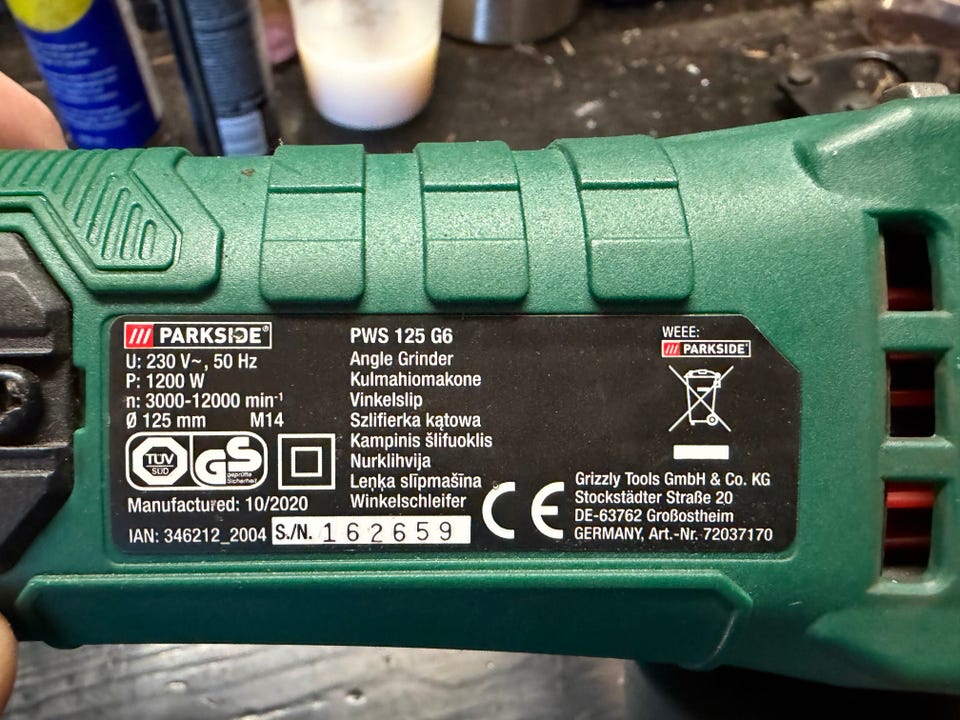 PARKSIDE®
U: 230 V~, 50 Hz
P: 1200 W
n: 3000-12000 min⁻¹
Ø 125 mm M14
TÜV SÜD GS geprüfte Sicherheit
Manufactured: 10/2020
IAN: 346212_2004 S./N. 162659
PWS 125 G6
Angle Grinder
Kulmahiomakone
Vinkelslip
Szlifierka kątowa
Kampinis šlifuoklis
Nurklihvija
Leņķa slīpmašīna
Winkelschleifer
CE
WEEE:
PARKSIDE®
Grizzly Tools GmbH & Co. KG
Stockstädter Straße 20
DE-63762 Großostheim
GERMANY, Art.-Nr. 72037170